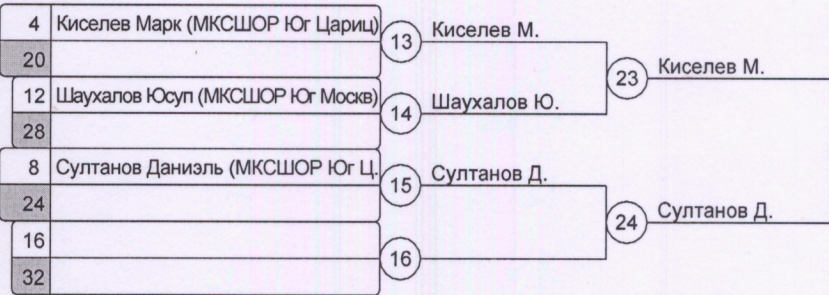 4 Киселев Марк (МКСШОР Юг Цариц)
13 Киселев М.
20
23 Киселев М.
12 Шаухалов Юсуп (МКСШОР Юг Москв)
14 Шаухалов Ю.
28
8 Султанов Даниэль (МКСШОР Юг Ц.
15 Султанов Д.
24
24 Султанов Д.
16
16
32